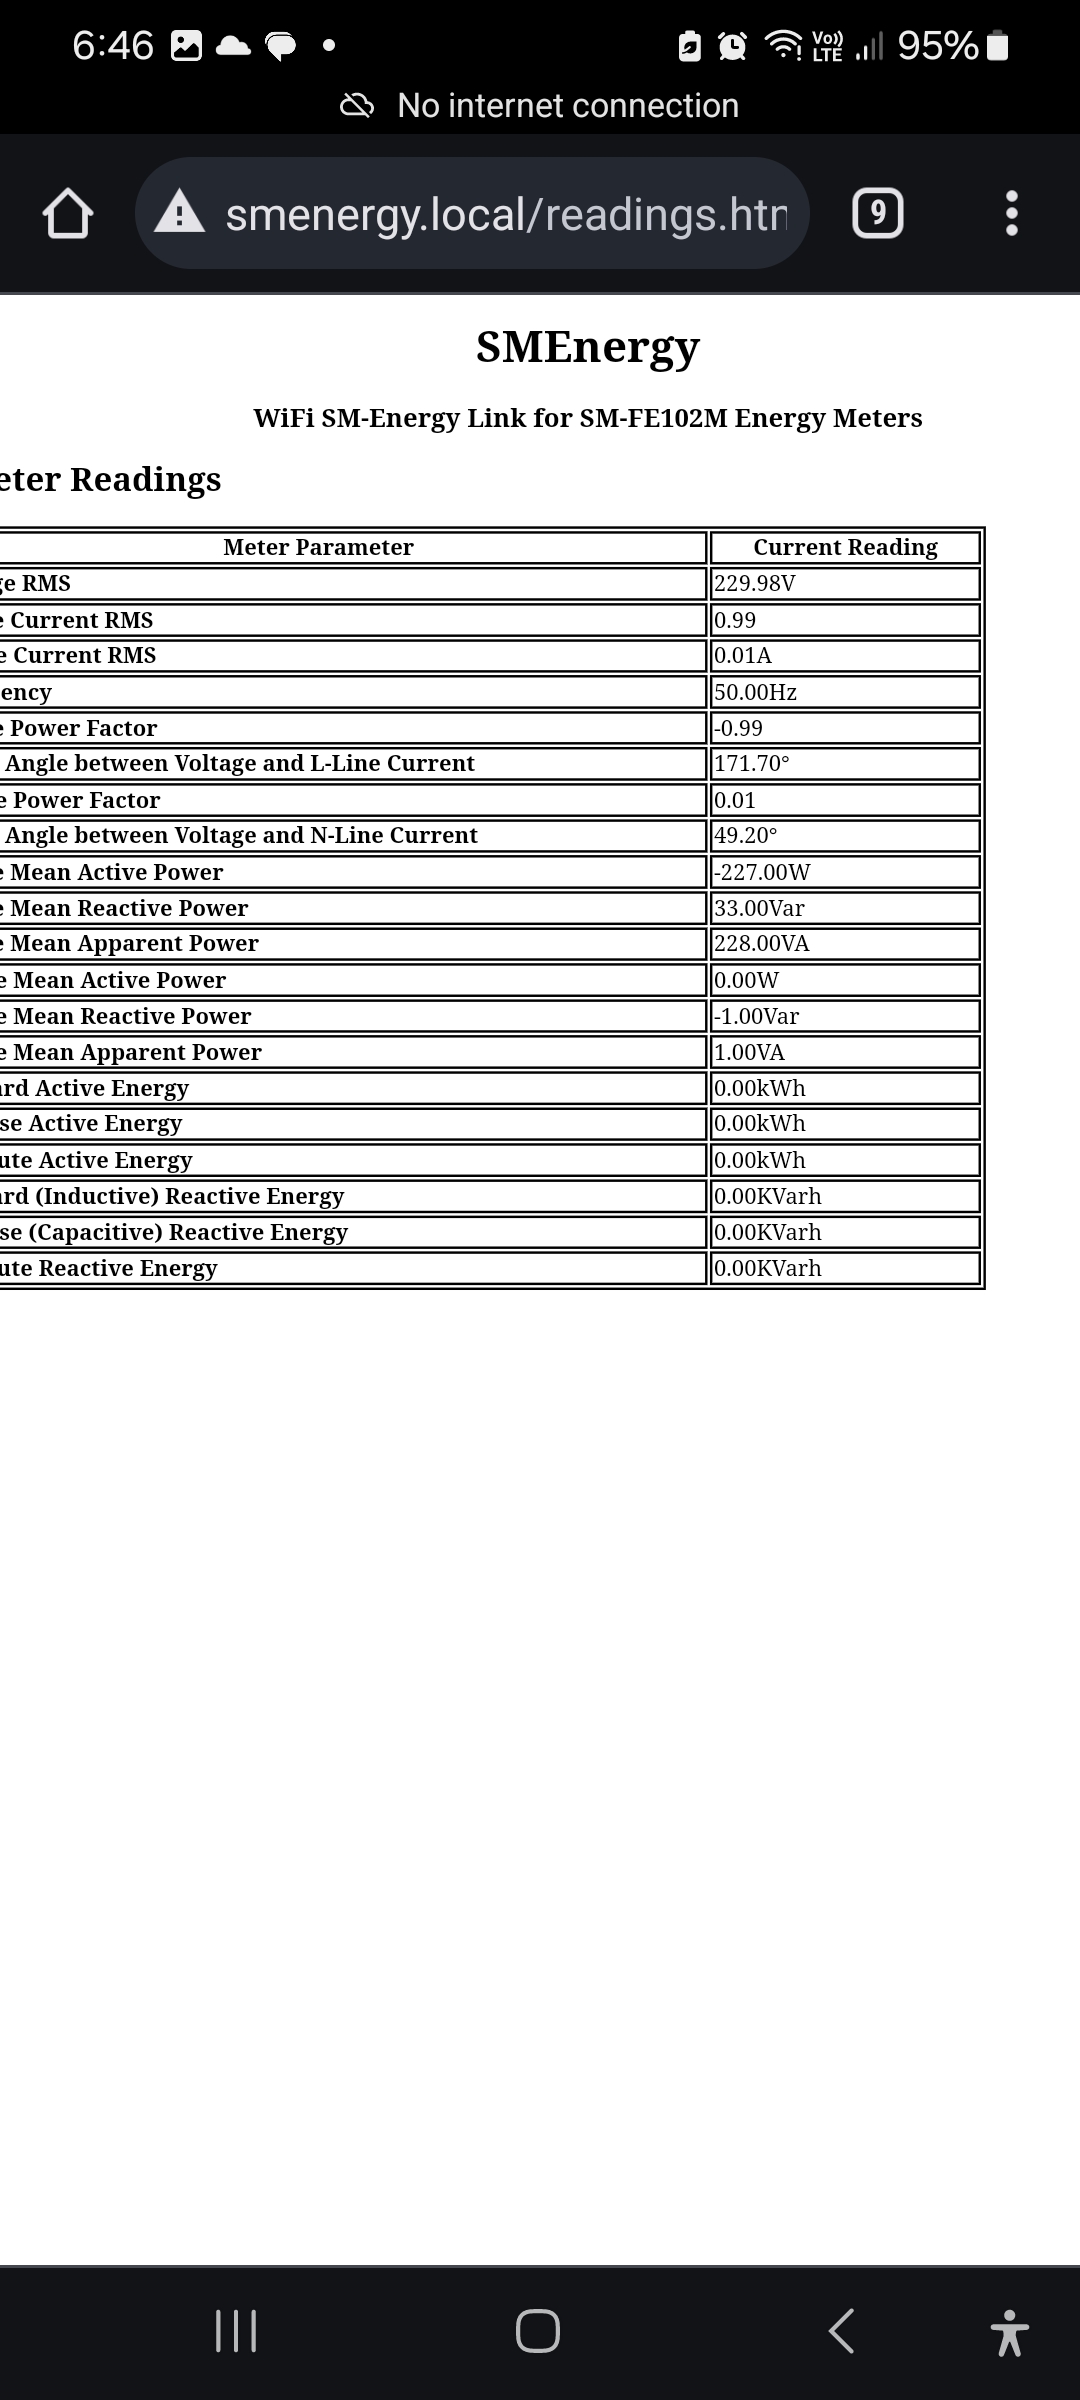 6:46 Vo)) LTE 95%
No internet connection
smenergy.local/readings.htn 9
SMEnergy
WiFi SM-Energy Link for SM-FE102M Energy Meters
eter Readings
Meter Parameter Current Reading
ge RMS 229.98V
e Current RMS 0.99
e Current RMS 0.01A
ency 50.00Hz
e Power Factor -0.99
Angle between Voltage and L-Line Current 171.70°
e Power Factor 0.01
Angle between Voltage and N-Line Current 49.20°
e Mean Active Power -227.00W
e Mean Reactive Power 33.00Var
e Mean Apparent Power 228.00VA
e Mean Active Power 0.00W
e Mean Reactive Power -1.00Var
e Mean Apparent Power 1.00VA
ard Active Energy 0.00kWh
se Active Energy 0.00kWh
ute Active Energy 0.00kWh
ard (Inductive) Reactive Energy 0.00KVarh
se (Capacitive) Reactive Energy 0.00KVarh
ute Reactive Energy 0.00KVarh